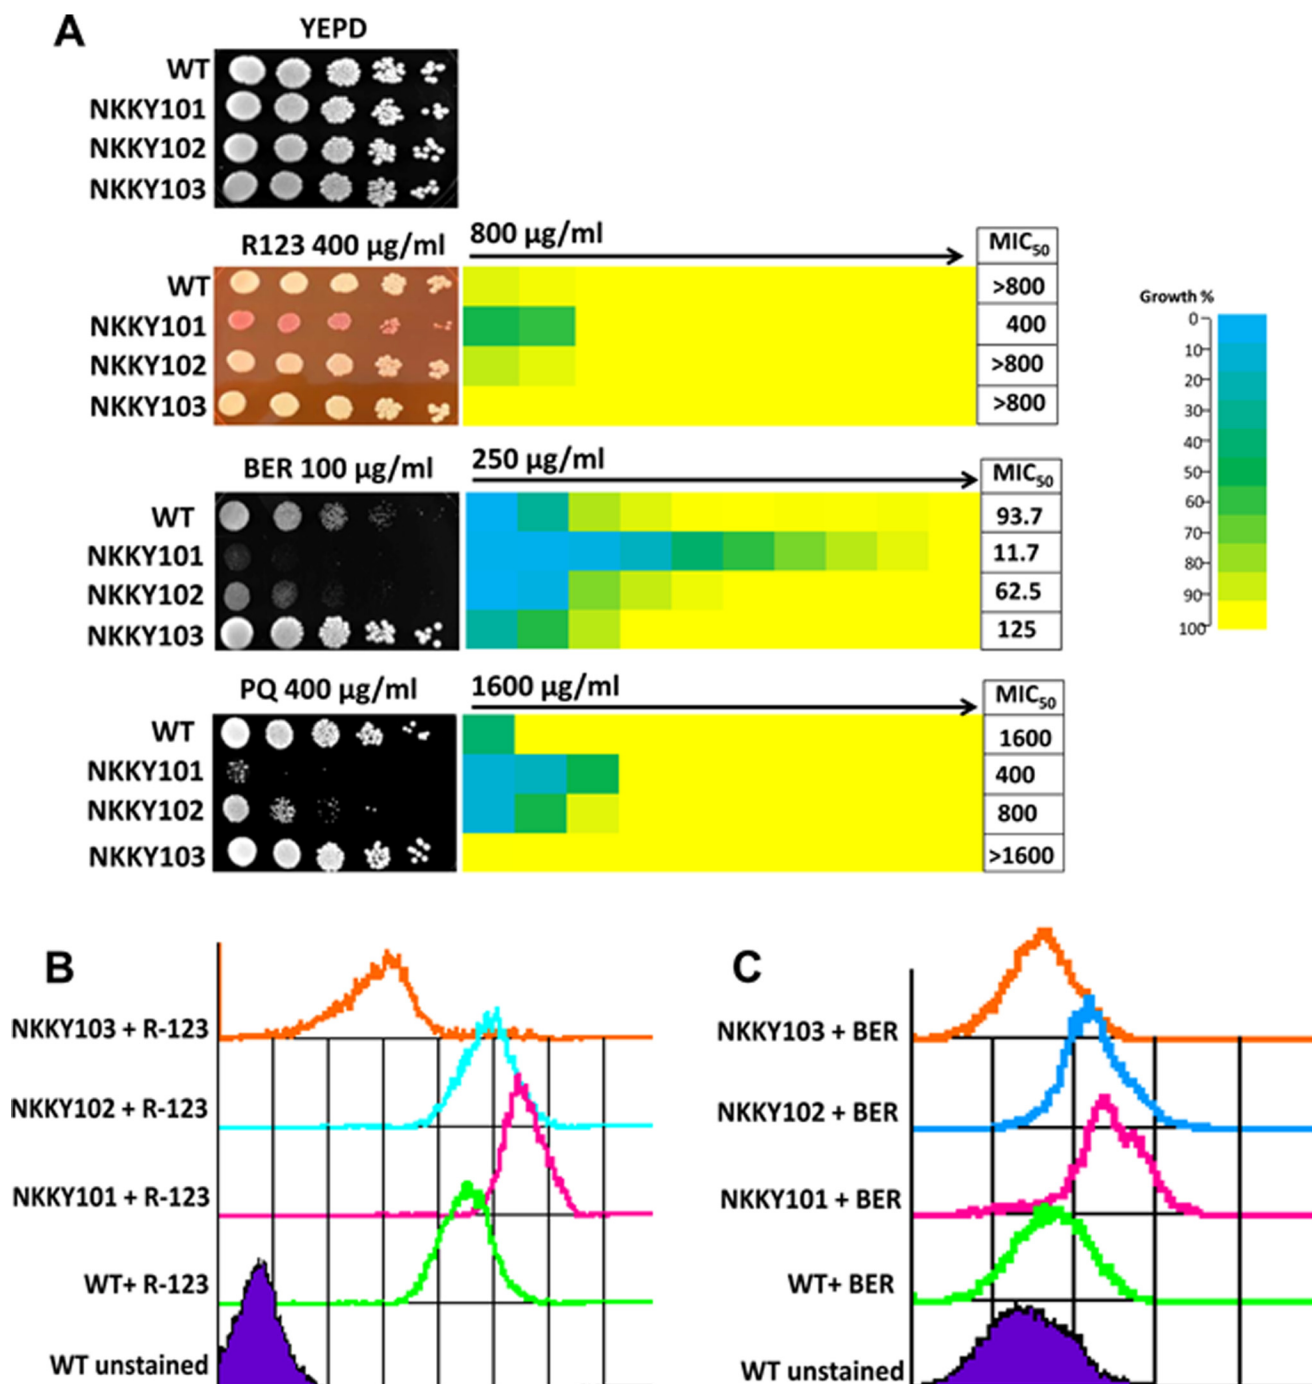 A
YEPD
WT
NKKY101
NKKY102
NKKY103
R123 400 µg/ml
800 µg/ml
MIC50
WT
>800
NKKY101
400
NKKY102
>800
NKKY103
>800
Growth %
0
10
20
30
40
50
60
70
80
90
100
BER 100 µg/ml
250 µg/ml
MIC50
WT
93.7
NKKY101
11.7
NKKY102
62.5
NKKY103
125
PQ 400 µg/ml
1600 µg/ml
MIC50
WT
1600
NKKY101
400
NKKY102
800
NKKY103
>1600
B
NKKY103 + R-123
NKKY102 + R-123
NKKY101 + R-123
WT+ R-123
WT unstained
C
NKKY103 + BER
NKKY102 + BER
NKKY101 + BER
WT+ BER
WT unstained